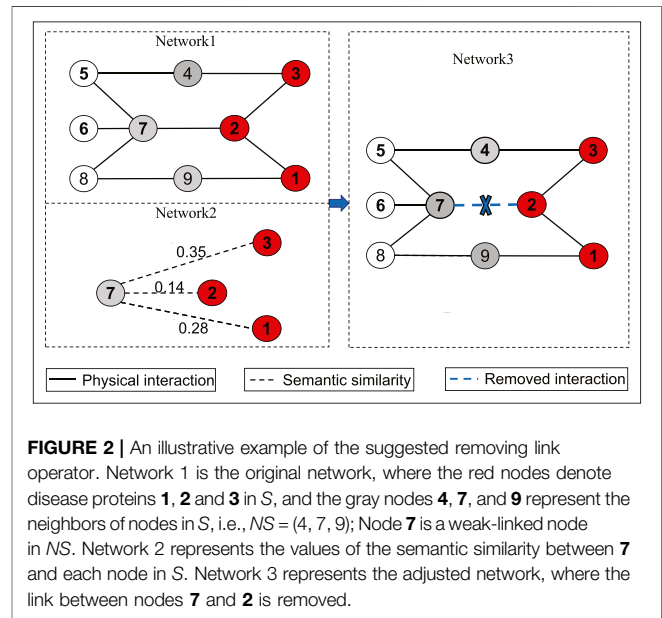 Network1
5
4
3
6
7
2
8
9
1
Network2
7
0.35
3
0.14
2
0.28
1
Network3
5
4
3
6
7
X
2
8
9
1
Physical interaction
Semantic similarity
Removed interaction
FIGURE 2 | An illustrative example of the suggested removing link
operator. Network 1 is the original network, where the red nodes denote
disease proteins 1, 2 and 3 in S, and the gray nodes 4, 7, and 9 represent the
neighbors of nodes in S, i.e., NS = (4, 7, 9); Node 7 is a weak-linked node
in NS. Network 2 represents the values of the semantic similarity between 7
and each node in S. Network 3 represents the adjusted network, where the
link between nodes 7 and 2 is removed.